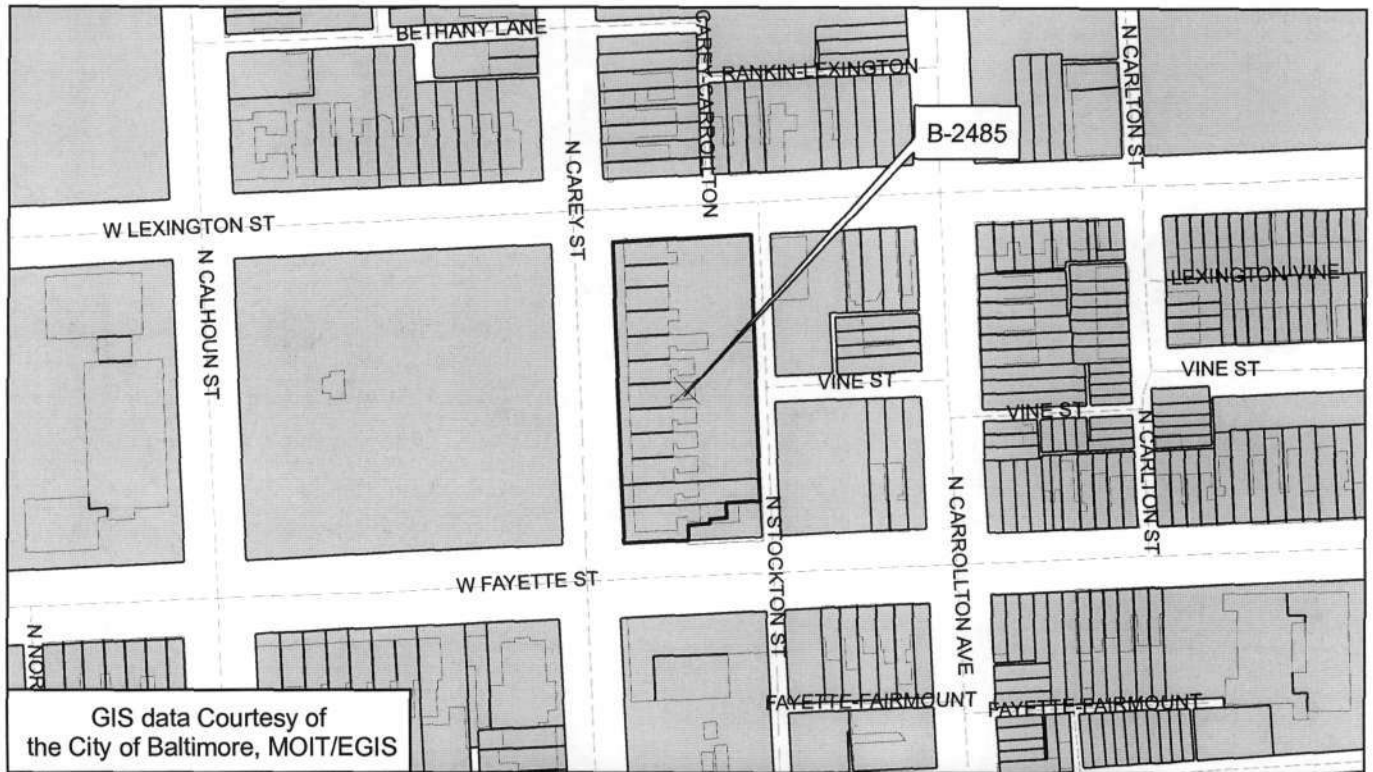 BETHANY LANE
CAREY-CARROLLTON
RANKIN-LEXINGTON
N CARLTON ST
B-2485
N CAREY ST
W LEXINGTON ST
N CALHOUN ST
LEXINGTON-VINE
VINE ST
VINE ST
VINE ST
N CARLTON ST
N STOCKTON ST
N CARROLLTON AVE
W FAYETTE ST
N NOR
FAYETTE-FAIRMOUNT
FAYETTE-FAIRMOUNT
GIS data Courtesy of
the City of Baltimore, MOIT/EGIS